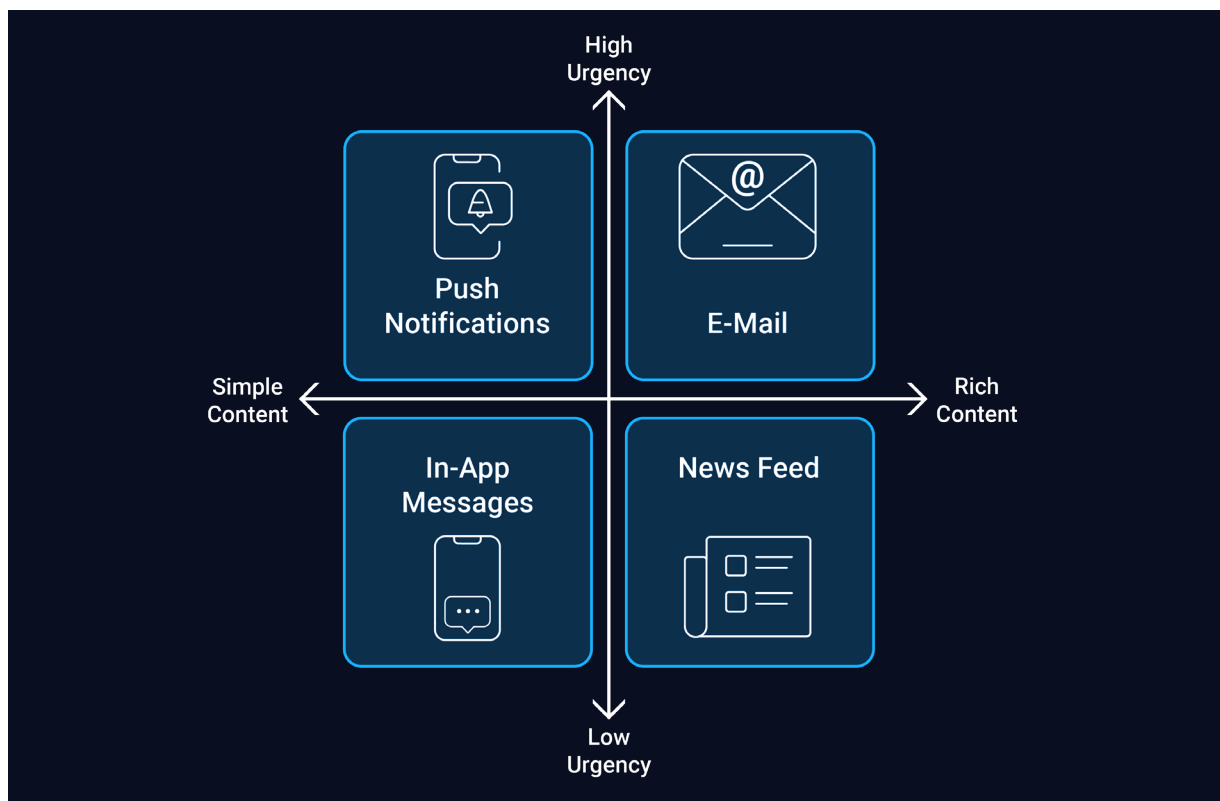 High
Urgency
@
Push
Notifications
E-Mail
Simple
Content
Rich
Content
In-App
Messages
News Feed
Low
Urgency